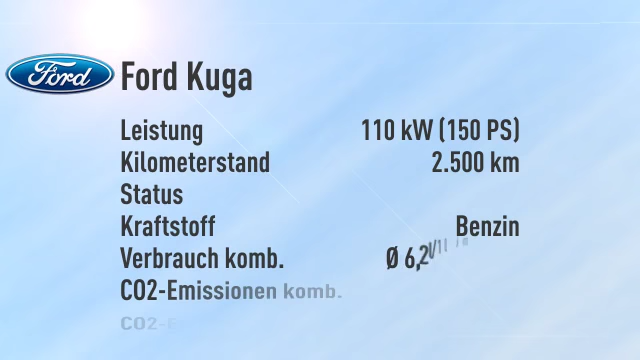 Ford Ford Kuga
Leistung 110 kW (150 PS)
Kilometerstand 2.500 km
Status
Kraftstoff Benzin
Verbrauch komb. Ø 6,2
CO2-Emissionen komb.
CO2-E